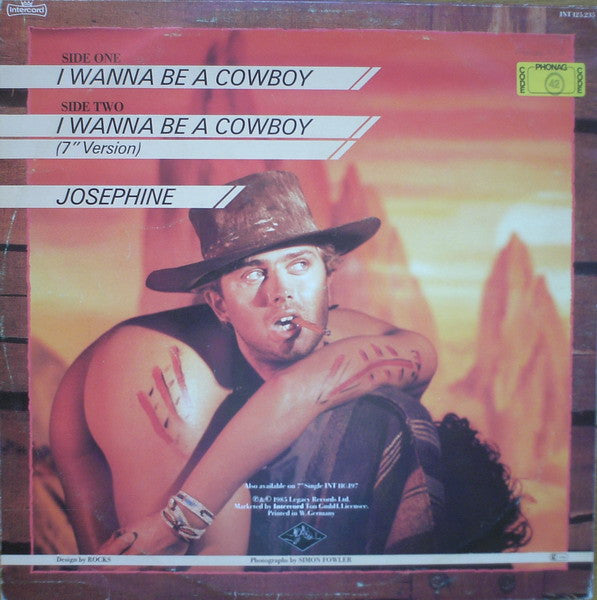 Intercord
INT 125.235
SIDE ONE
I WANNA BE A COWBOY
SIDE TWO
I WANNA BE A COWBOY
(7" Version)
JOSEPHINE
PHONAG
42
Also available on 7" Single INT 110.197
℗&© 1985 Legacy Records Ltd.
Marketed by Intercord Ton GmbH, Licensee.
Printed in W. Germany
Design by ROCKS
Photographs by SIMON FOWLER